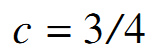 c = 3/4